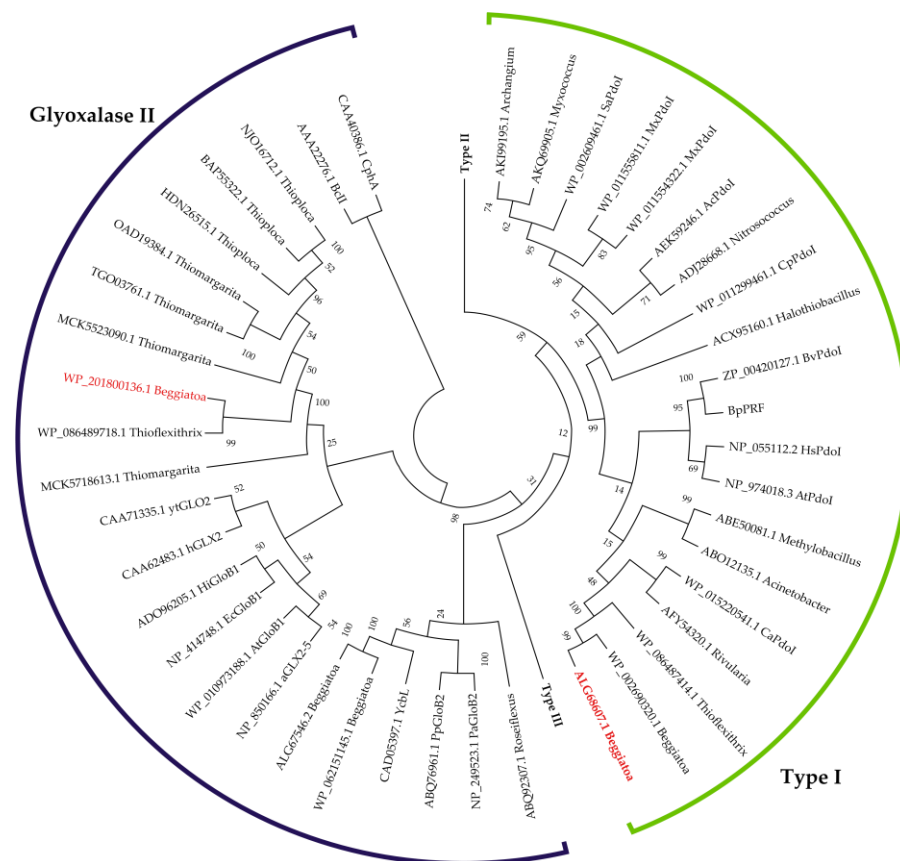 Glyoxalase II
CAA40386.1 CphA
AAA22276.1 BcII
NJO16712.1 Thioploca
BAP55322.1 Thioploca
HDN26515.1 Thioploca
OAD19384.1 Thiomargarita
TGO03761.1 Thiomargarita
MCK5523090.1 Thiomargarita
WP_201800136.1 Beggiatoa
WP_086489718.1 Thioflexithrix
MCK5718613.1 Thiomargarita
CAA71335.1 ytGLO2
CAA62483.1 hGLX2
ADO96205.1 HiGloB1
NP_414748.1 EcGloB1
WP_010973188.1 AtGloB1
NP_850166.1 aGLX2-5
ALG67546.2 Beggiatoa
WP_062151145.1 Beggiatoa
CAD05397.1 YcbL
ABQ76961.1 PpGloB2
NP_249523.1 PaGloB2
ABQ92307.1 Roseiflexus
Type III
Type II
AKI99195.1 Archangium
AKQ69905.1 Myxococcus
WP_002609461.1 SaPdoI
WP_011555811.1 MxPdoI
WP_011554322.1 MxPdoI
AEK59246.1 AcPdoI
ADJ28668.1 Nitrosococcus
WP_011299461.1 CpPdoI
ACX95160.1 Halothiobacillus
ZP_00420127.1 BvPdoI
BpPRF
NP_055112.2 HsPdoI
NP_974018.3 AtPdoI
ABE50081.1 Methylobacillus
ABO12135.1 Acinetobacter
WP_015220541.1 CaPdoI
AFY54320.1 Rivularia
WP_086487414.1 Thioflexithrix
WP_002690320.1 Beggiatoa
ALG68607.1 Beggiatoa
Type I
100
52
96
54
100
50
100
99
25
52
54
50
69
54
100
100
56
24
100
98
31
12
59
99
74
62
95
83
56
71
15
18
100
95
69
14
99
15
99
48
100
99